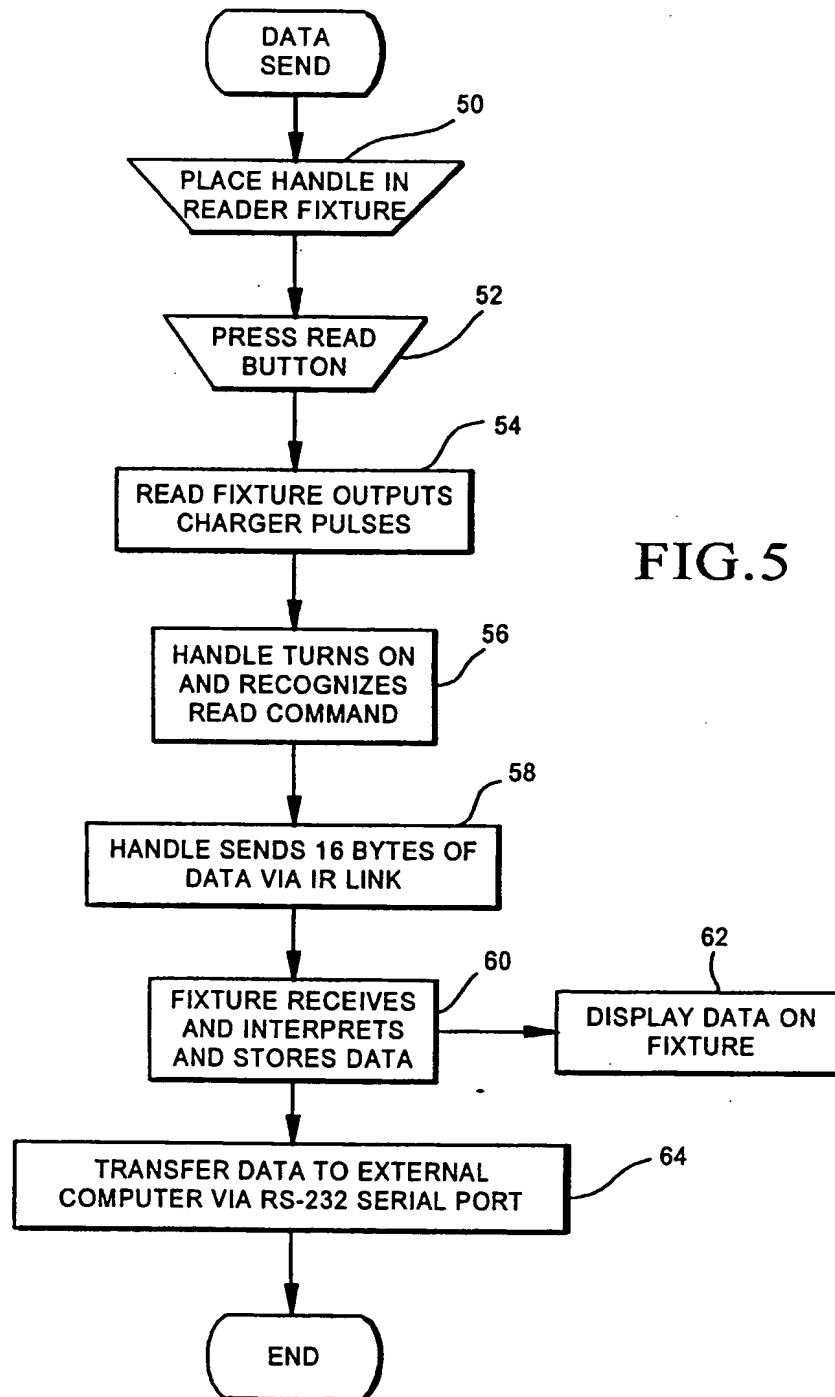 DATA
SEND
50
PLACE HANDLE IN
READER FIXTURE
52
PRESS READ
BUTTON
54
READ FIXTURE OUTPUTS
CHARGER PULSES
FIG.5
56
HANDLE TURNS ON
AND RECOGNIZES
READ COMMAND
58
HANDLE SENDS 16 BYTES OF
DATA VIA IR LINK
60
FIXTURE RECEIVES
AND INTERPRETS
AND STORES DATA
62
DISPLAY DATA ON
FIXTURE
64
TRANSFER DATA TO EXTERNAL
COMPUTER VIA RS-232 SERIAL PORT
END